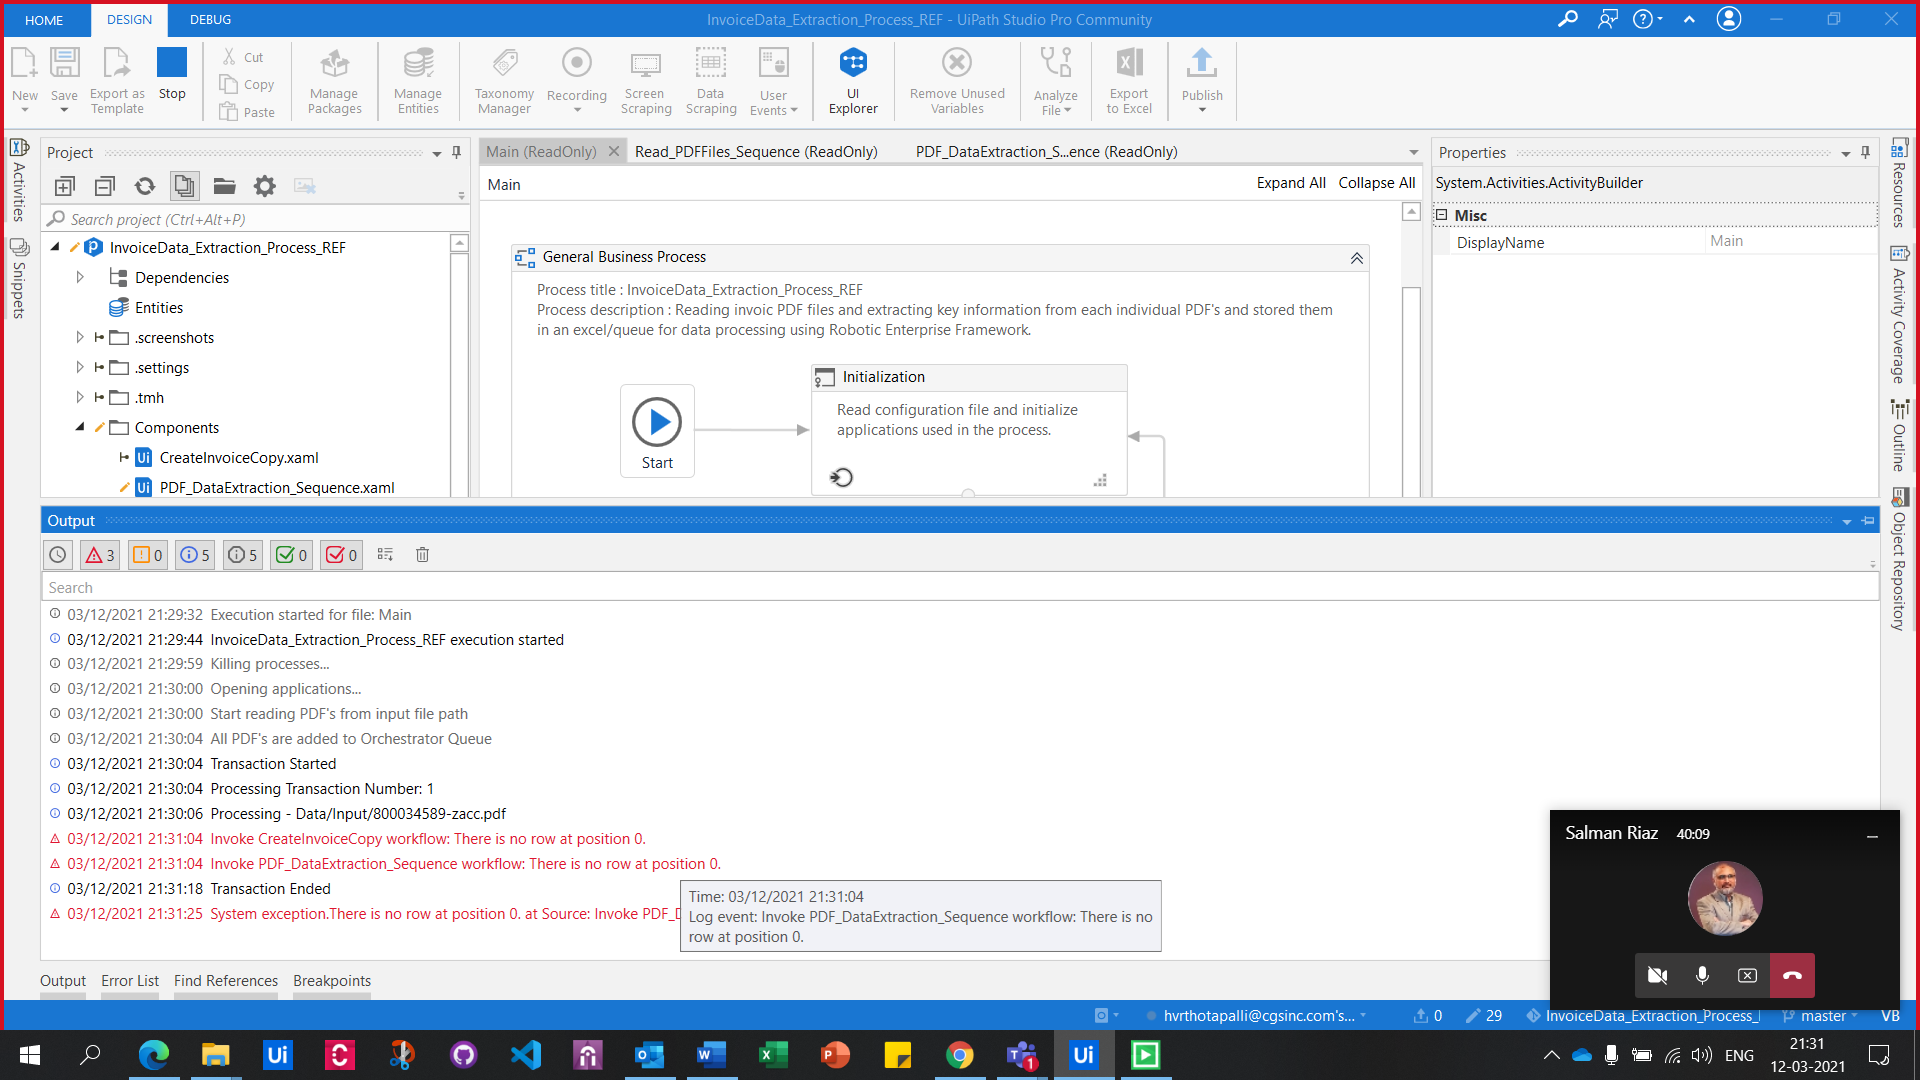 HOME DESIGN DEBUG InvoiceData_Extraction_Process_REF - UiPath Studio Pro Community
New Save Export as Template Stop
Cut
Copy
Paste
Manage Packages Manage Entities Taxonomy Manager Recording Screen Scraping Data Scraping User Events UI Explorer Remove Unused Variables Analyze File Export to Excel Publish
Activities
Snippets
Project
Search project (Ctrl+Alt+P)
InvoiceData_Extraction_Process_REF
Dependencies
Entities
.screenshots
.settings
.tmh
Components
CreateInvoiceCopy.xaml
PDF_DataExtraction_Sequence.xaml
Main (ReadOnly) Read_PDFFiles_Sequence (ReadOnly) PDF_DataExtraction_S...ence (ReadOnly)
Main Expand All Collapse All
General Business Process
Process title : InvoiceData_Extraction_Process_REF
Process description : Reading invoic PDF files and extracting key information from each individual PDF's and stored them
in an excel/queue for data processing using Robotic Enterprise Framework.
Start
Initialization
Read configuration file and initialize
applications used in the process.
Properties
System.Activities.ActivityBuilder
Misc
DisplayName Main
Resources
Activity Coverage
Outline
Object Repository
Output
3 0 5 5 0 0
Search
03/12/2021 21:29:32 Execution started for file: Main
03/12/2021 21:29:44 InvoiceData_Extraction_Process_REF execution started
03/12/2021 21:29:59 Killing processes...
03/12/2021 21:30:00 Opening applications...
03/12/2021 21:30:00 Start reading PDF's from input file path
03/12/2021 21:30:04 All PDF's are added to Orchestrator Queue
03/12/2021 21:30:04 Transaction Started
03/12/2021 21:30:04 Processing Transaction Number: 1
03/12/2021 21:30:06 Processing - Data/Input/800034589-zacc.pdf
03/12/2021 21:31:04 Invoke CreateInvoiceCopy workflow: There is no row at position 0.
03/12/2021 21:31:04 Invoke PDF_DataExtraction_Sequence workflow: There is no row at position 0.
03/12/2021 21:31:18 Transaction Ended
03/12/2021 21:31:25 System exception.There is no row at position 0. at Source: Invoke PDF_D
Time: 03/12/2021 21:31:04
Log event: Invoke PDF_DataExtraction_Sequence workflow: There is no
row at position 0.
Salman Riaz 40:09
Output Error List Find References Breakpoints
hvrthotapalli@cgsinc.com's... 0 29 InvoiceData_Extraction_Process_I master VB
Ui 1 Ui ENG
21:31
12-03-2021